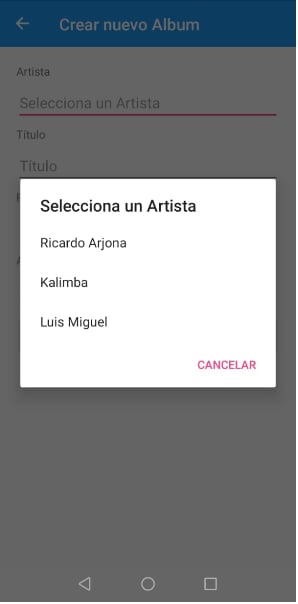 Crear nuevo Album
Artista
Selecciona un Artista
Título
Título
Selecciona un Artista
Ricardo Arjona
Kalimba
Luis Miguel
CANCELAR